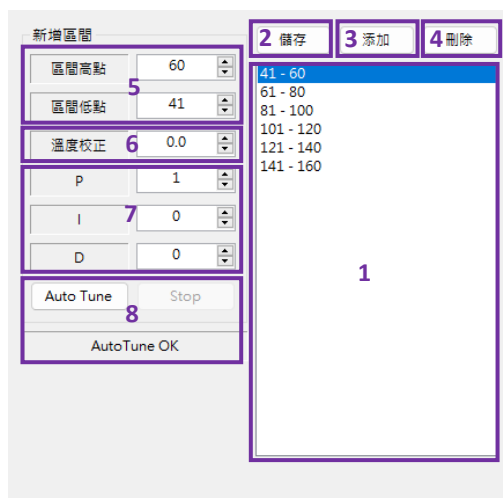 新增區間
區間高點 60
5
區間低點 41
溫度校正 6 0.0
P 1
I 7 0
D 0
Auto Tune Stop
8
AutoTune OK
2 儲存 3 添加 4 刪除
41 - 60
61 - 80
81 - 100
101 - 120
121 - 140
141 - 160
1